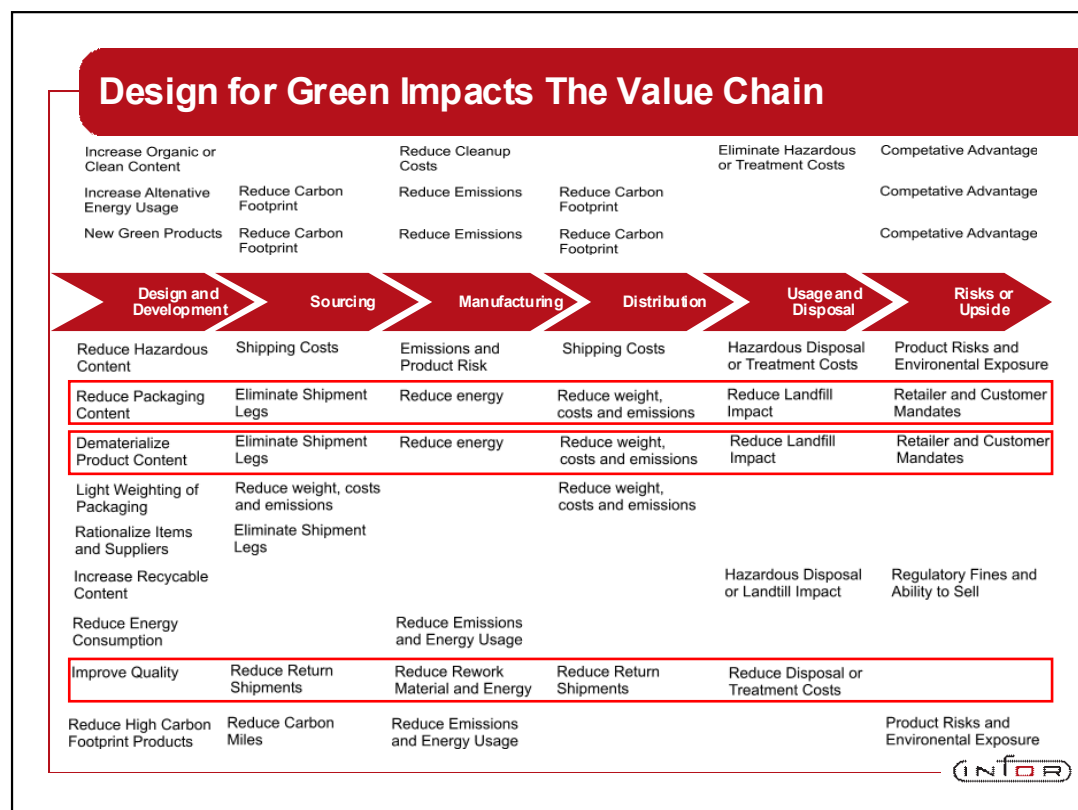 Design for Green Impacts The Value Chain
Increase Organic or
Clean Content
Reduce Cleanup
Costs
Eliminate Hazardous
or Treatment Costs
Competative Advantage
Increase Altenative
Energy Usage
Reduce Carbon
Footprint
Reduce Emissions
Reduce Carbon
Footprint
Competative Advantage
New Green Products
Reduce Carbon
Footprint
Reduce Emissions
Reduce Carbon
Footprint
Competative Advantage
Design and
Development
Sourcing
Manufacturing
Distribution
Usage and
Disposal
Risks or
Upside
Reduce Hazardous
Content
Shipping Costs
Emissions and
Product Risk
Shipping Costs
Hazardous Disposal
or Treatment Costs
Product Risks and
Environental Exposure
Reduce Packaging
Content
Eliminate Shipment
Legs
Reduce energy
Reduce weight,
costs and emissions
Reduce Landfill
Impact
Retailer and Customer
Mandates
Dematerialize
Product Content
Eliminate Shipment
Legs
Reduce energy
Reduce weight,
costs and emissions
Reduce Landfill
Impact
Retailer and Customer
Mandates
Light Weighting of
Packaging
Reduce weight, costs
and emissions
Reduce weight,
costs and emissions
Rationalize Items
and Suppliers
Eliminate Shipment
Legs
Increase Recycable
Content
Hazardous Disposal
or Landtill Impact
Regulatory Fines and
Ability to Sell
Reduce Energy
Consumption
Reduce Emissions
and Energy Usage
Improve Quality
Reduce Return
Shipments
Reduce Rework
Material and Energy
Reduce Return
Shipments
Reduce Disposal or
Treatment Costs
Reduce High Carbon
Footprint Products
Reduce Carbon
Miles
Reduce Emissions
and Energy Usage
Product Risks and
Environental Exposure
infor